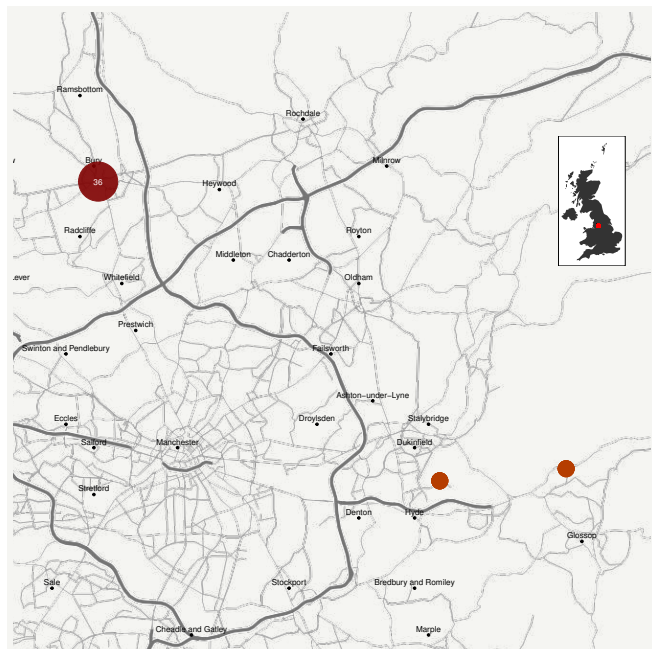 Ramsbottom
Rochdale
Bury
Milnrow
36
Heywood
Radcliffe
Royton
Middleton
Chadderton
ever
Whitefield
Oldham
Prestwich
Swinton and Pendlebury
Failsworth
Ashton−under−Lyne
Eccles
Droylsden
Stalybridge
Salford
Manchester
Dukinfield
Stretford
Denton
Hyde
Glossop
Sale
Stockport
Bredbury and Romiley
Cheadle and Gatley
Marple